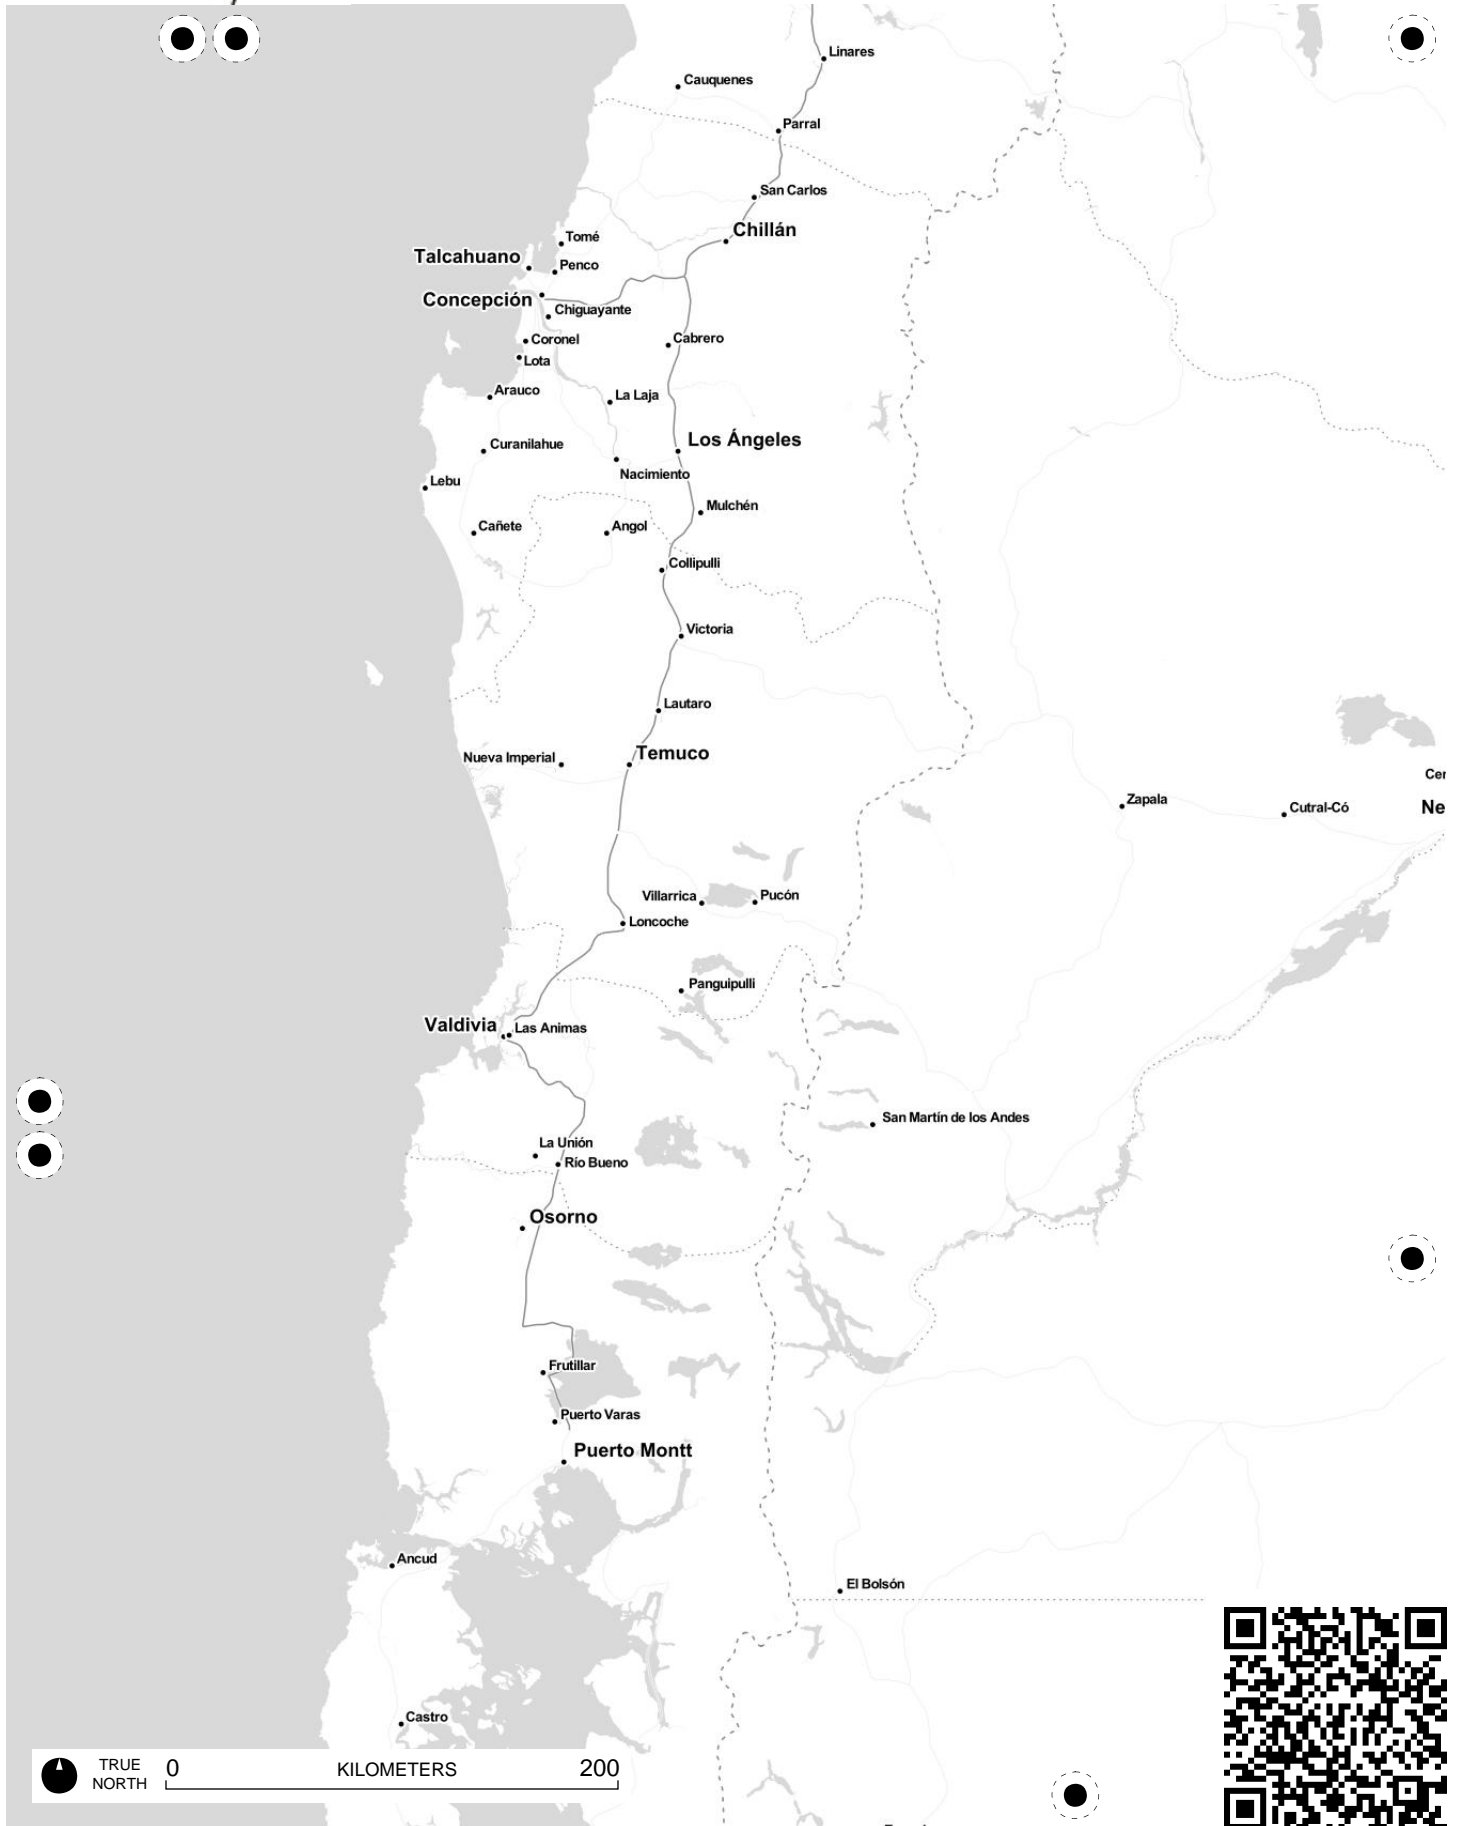 Linares
Cauquenes
Parral
San Carlos
Chillán
Tomé
Talcahuano
Penco
Concepción
Chiguayante
Coronel
Cabrero
Lota
Arauco
La Laja
Los Ángeles
Curanilahue
Nacimiento
Lebu
Mulchén
Cañete
Angol
Collipulli
Victoria
Lautaro
Temuco
Nueva Imperial
Cer
Zapala
Cutral-Có
Ne
Villarrica
Pucón
Loncoche
Panguipulli
Valdivia
Las Animas
San Martín de los Andes
La Unión
Río Bueno
Osorno
Frutillar
Puerto Varas
Puerto Montt
Ancud
El Bolsón
Castro
TRUE
NORTH
0 KILOMETERS 200